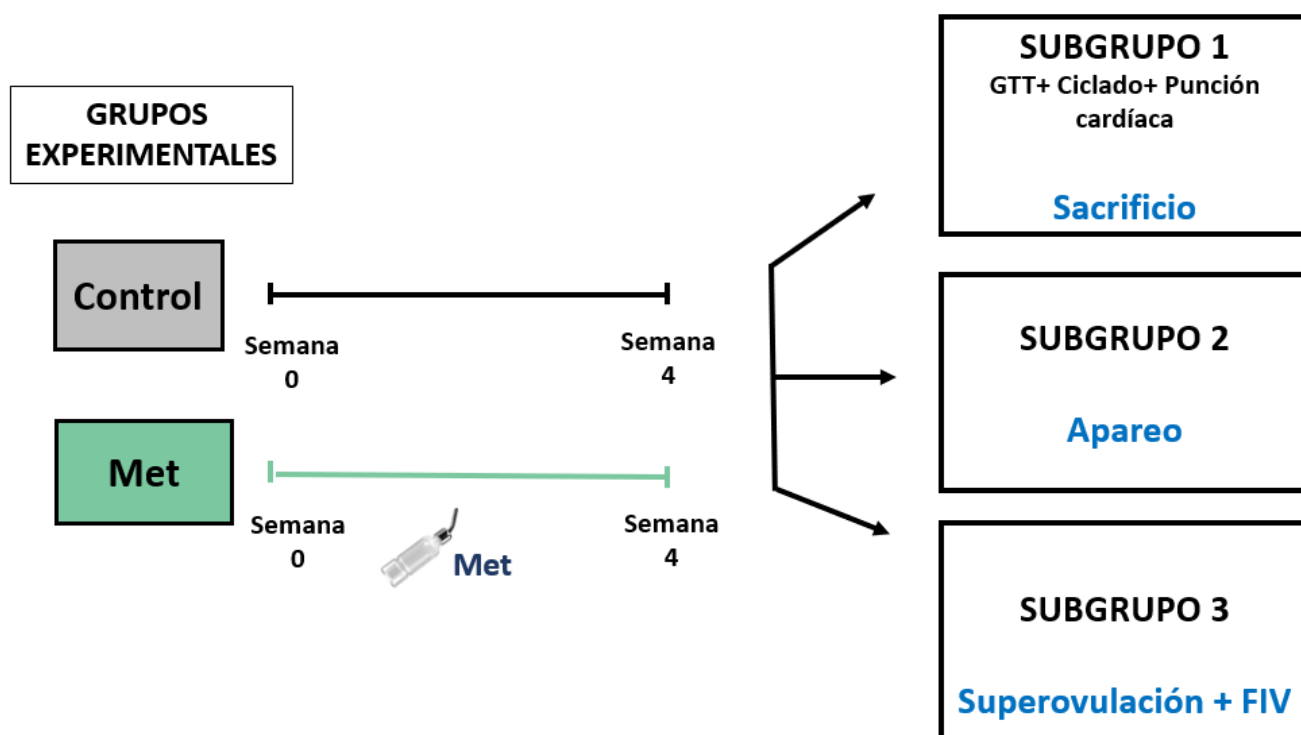 GRUPOS
EXPERIMENTALES
Control
Semana
0
Semana
4
Met
Semana
0
Met
Semana
4
SUBGRUPO 1
GTT+ Ciclado+ Punción
cardíaca
Sacrificio
SUBGRUPO 2
Apareo
SUBGRUPO 3
Superovulación + FIV